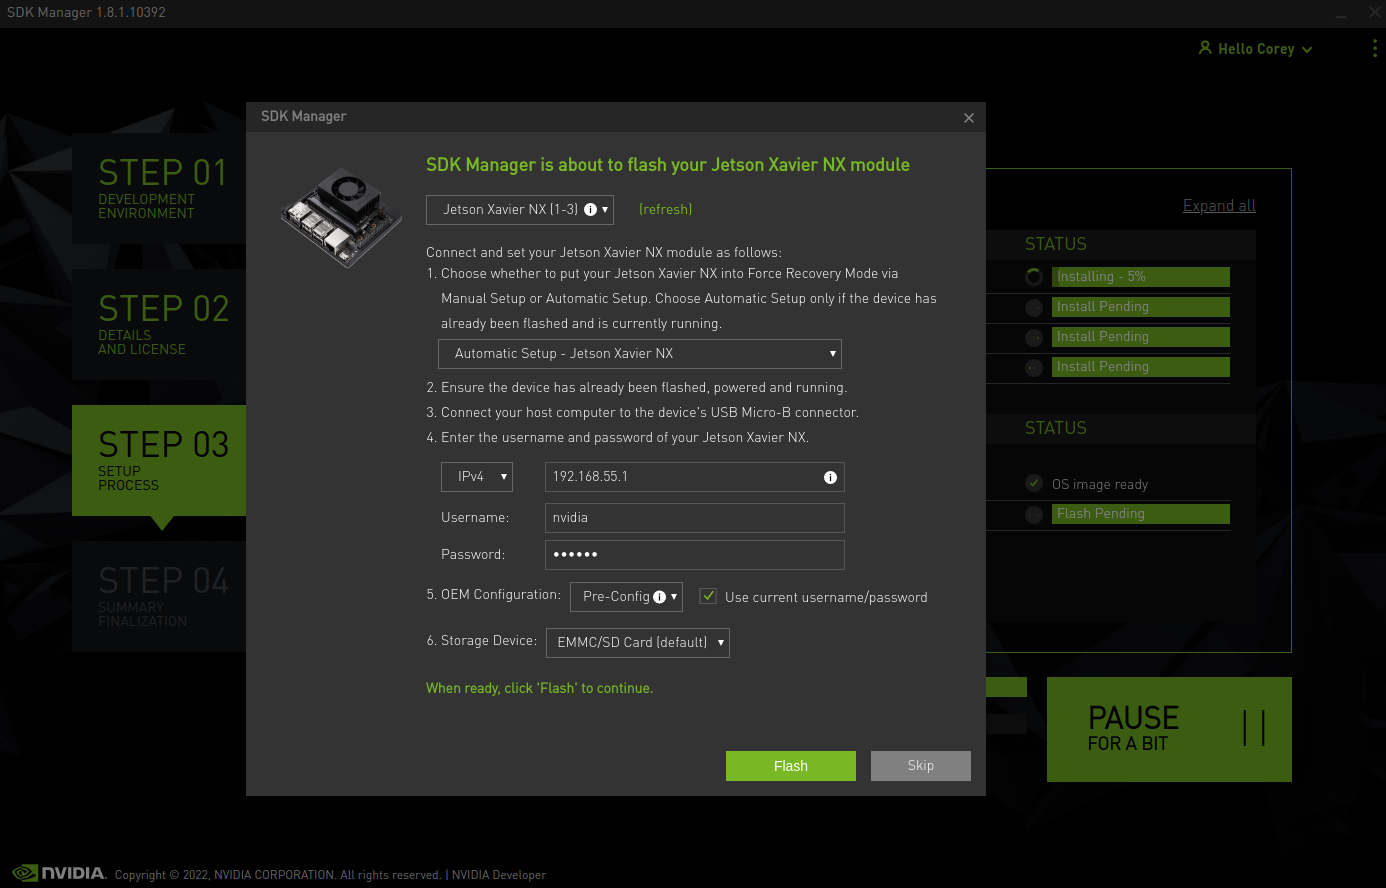 SDK Manager 1.8.1.10392
Hello Corey
SDK Manager
STEP 01
DEVELOPMENT
ENVIRONMENT
STEP 02
DETAILS
AND LICENSE
STEP 03
SETUP
PROCESS
STEP 04
SUMMARY
FINALIZATION
SDK Manager is about to flash your Jetson Xavier NX module
Jetson Xavier NX [1-3]
(refresh)
Connect and set your Jetson Xavier NX module as follows:
1. Choose whether to put your Jetson Xavier NX into Force Recovery Mode via
Manual Setup or Automatic Setup. Choose Automatic Setup only if the device has
already been flashed and is currently running.
Automatic Setup - Jetson Xavier NX
2. Ensure the device has already been flashed, powered and running.
3. Connect your host computer to the device's USB Micro-B connector.
4. Enter the username and password of your Jetson Xavier NX.
IPv4 192.168.55.1
Username: nvidia
Password: ••••••
5. OEM Configuration: Pre-Config Use current username/password
6. Storage Device: EMMC/SD Card (default)
When ready, click 'Flash' to continue.
Flash Skip
Expand all
STATUS
Installing - 5%
Install Pending
Install Pending
Install Pending
STATUS
OS image ready
Flash Pending
PAUSE
FOR A BIT
NVIDIA. Copyright © 2022, NVIDIA CORPORATION. All rights reserved. | NVIDIA Developer